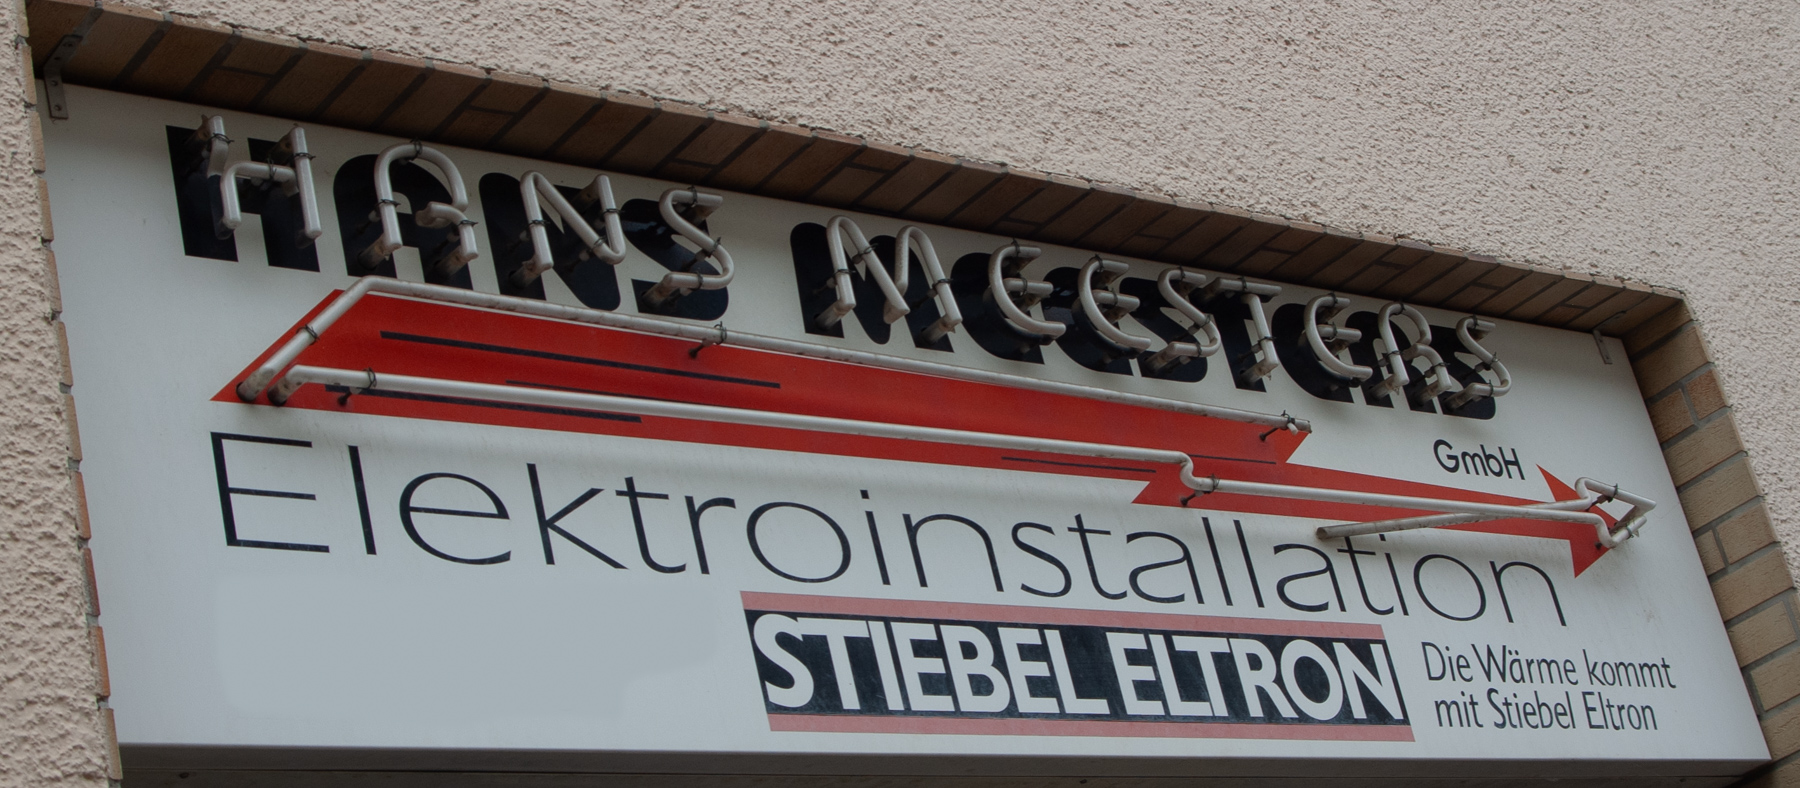 HANS MEESTERS
GmbH
Elektroinstallation
STIEBEL ELTRON
Die Wärme kommt
mit Stiebel Eltron